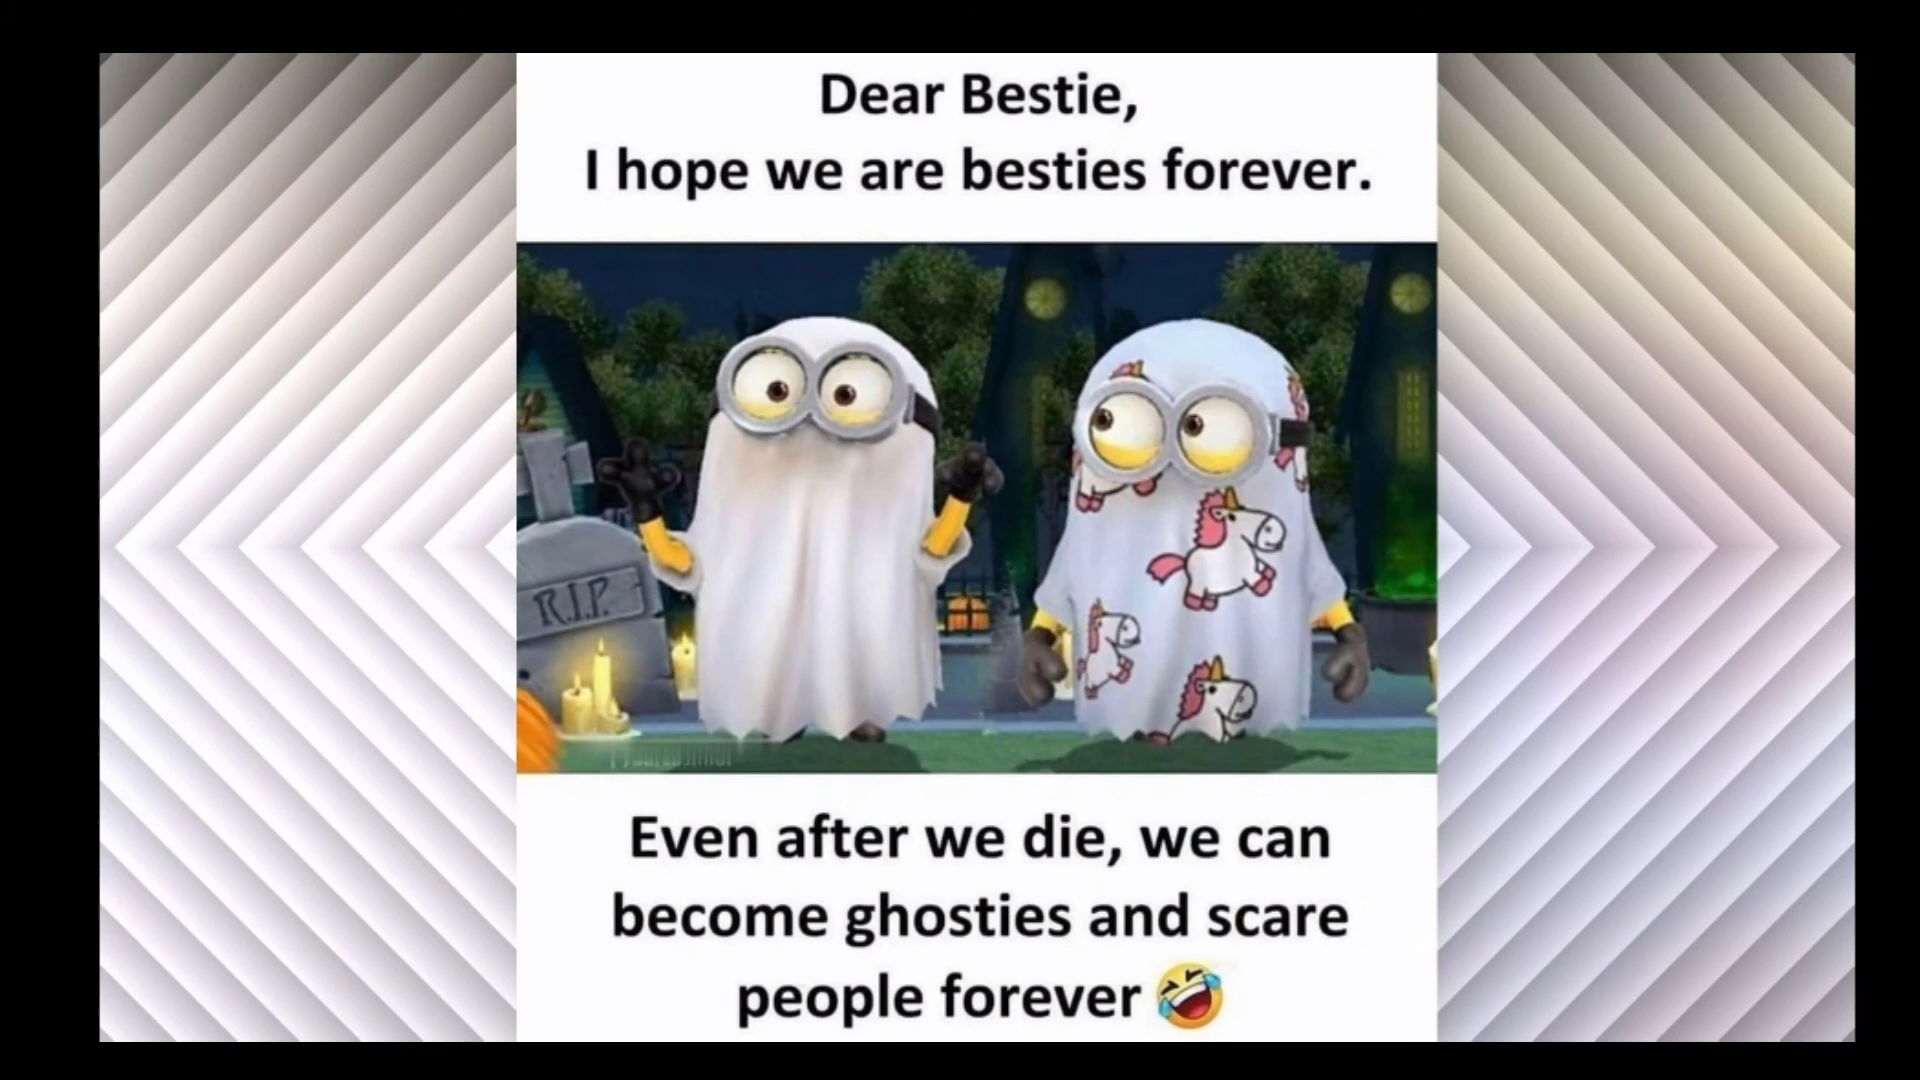 Dear Bestie,
I hope we are besties forever.
R.I.P.
Even after we die, we can
become ghosties and scare
people forever 🤣